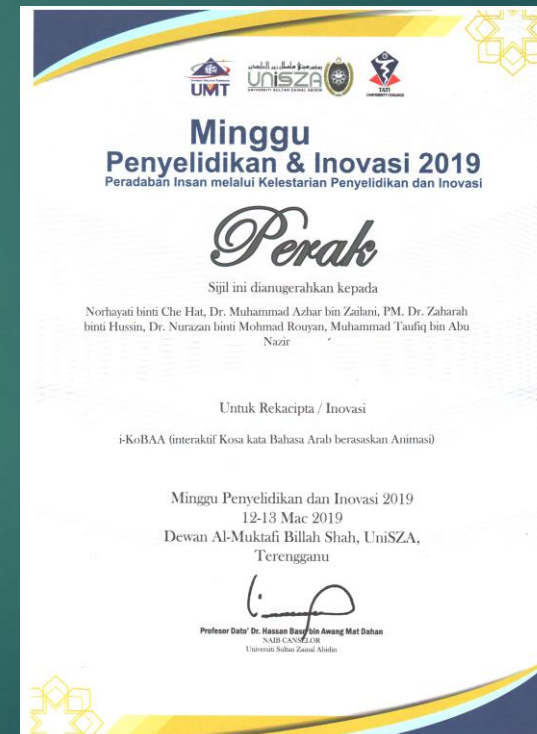 UMT
UniSZA
UNIVERSITI SULTAN ZAINAL ABIDIN
TATI
UNIVERSITY COLLEGE
Minggu
Penyelidikan & Inovasi 2019
Peradaban Insan melalui Kelestarian Penyelidikan dan Inovasi
Perak
Sijil ini dianugerahkan kepada
Norhayati binti Che Hat, Dr. Muhammad Azhar bin Zailani, PM. Dr. Zaharah
binti Hussin, Dr. Nurazan binti Mohmad Rouyan, Muhammad Taufiq bin Abu
Nazir
Untuk Rekacipta / Inovasi
i-KoBAA (interaktif Kosa kata Bahasa Arab berasaskan Animasi)
Minggu Penyelidikan dan Inovasi 2019
12-13 Mac 2019
Dewan Al-Muktafi Billah Shah, UniSZA,
Terengganu
Profesor Dato' Dr. Hassan Basri bin Awang Mat Dahan
NAIB CANSELOR
Universiti Sultan Zainal Abidin